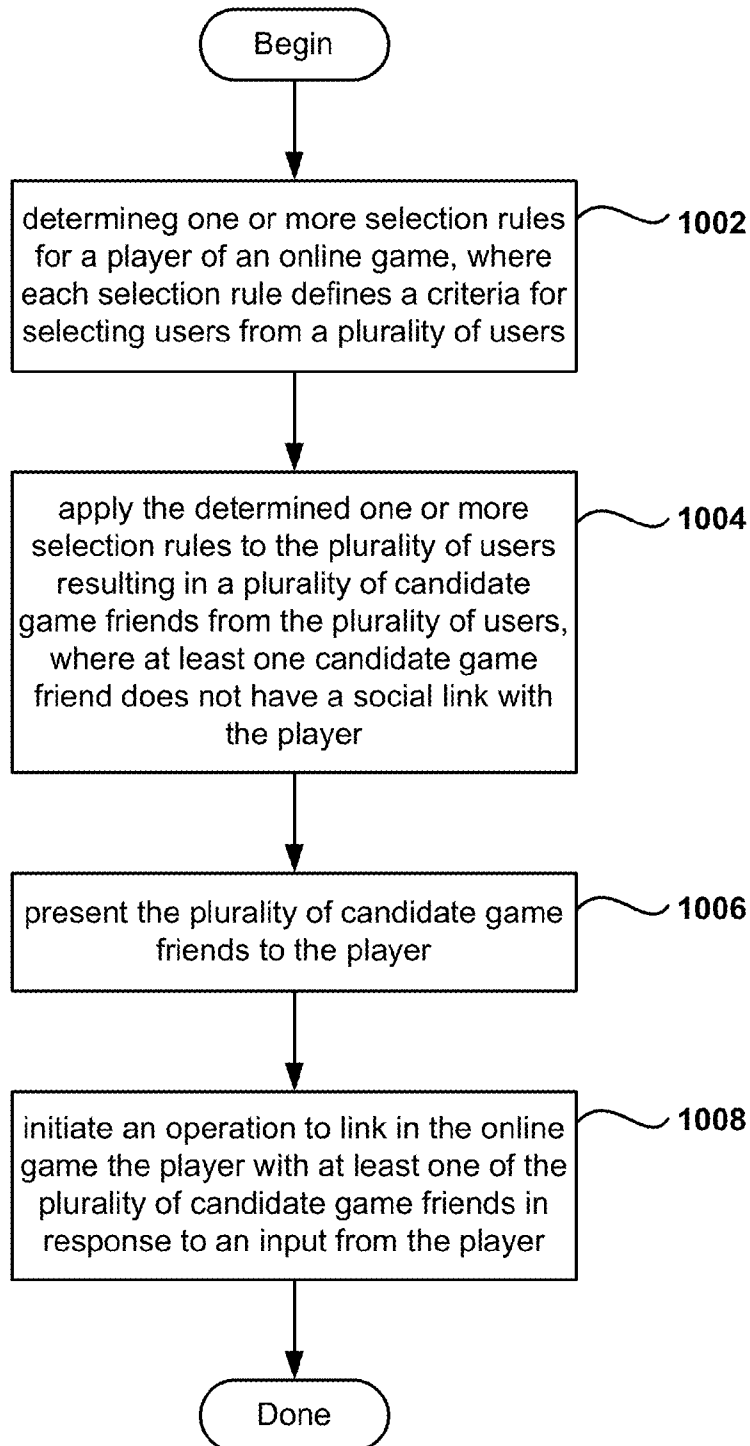 Begin
determineg one or more selection rules
for a player of an online game, where
each selection rule defines a criteria for
selecting users from a plurality of users
1002
apply the determined one or more
selection rules to the plurality of users
resulting in a plurality of candidate
game friends from the plurality of users,
where at least one candidate game
friend does not have a social link with
the player
1004
present the plurality of candidate game
friends to the player
1006
initiate an operation to link in the online
game the player with at least one of the
plurality of candidate game friends in
response to an input from the player
1008
Done